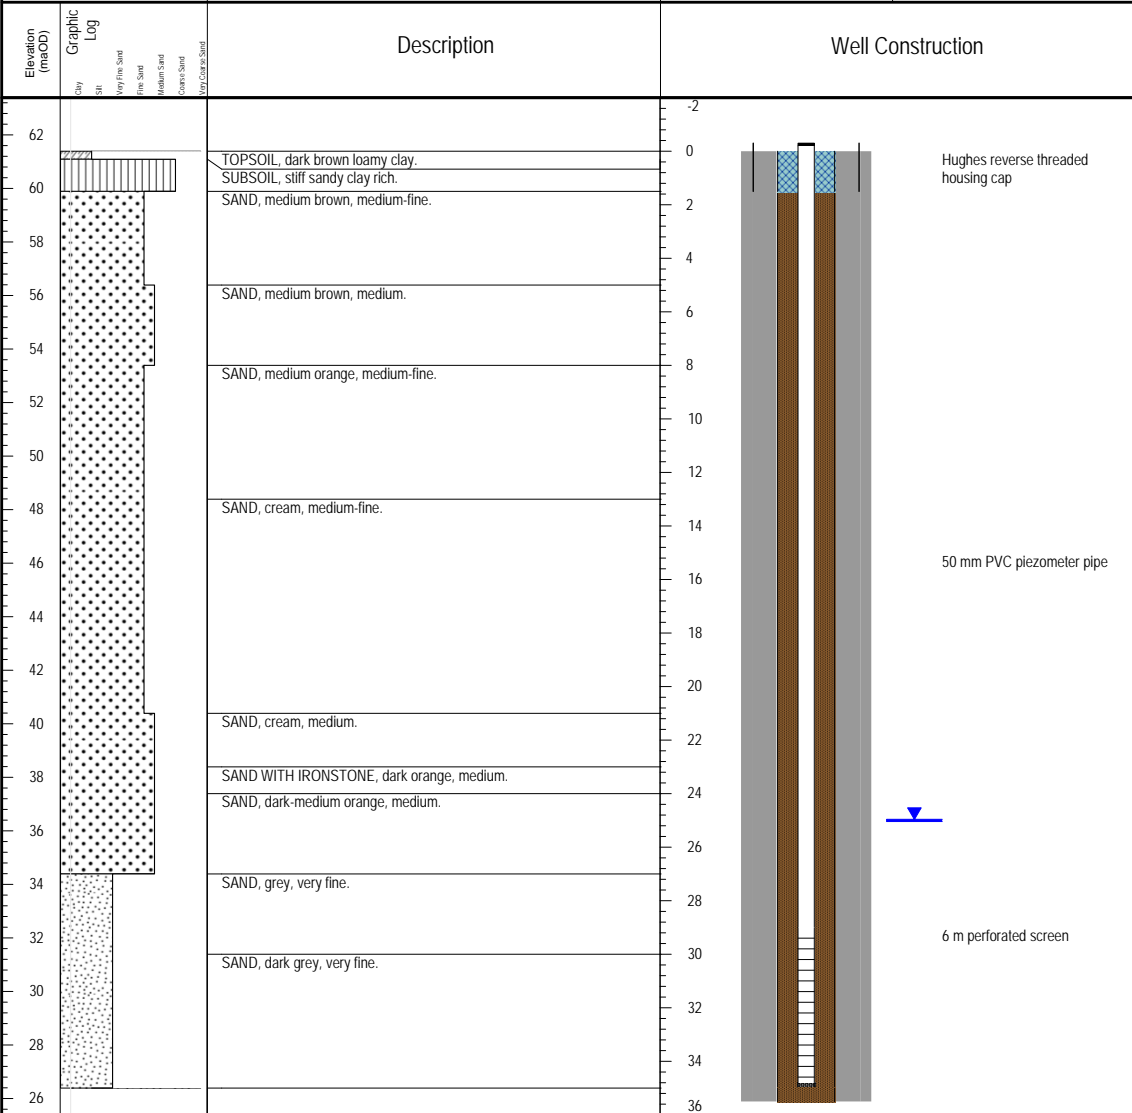 Elevation
(maOD)
Graphic
Log
Clay
Silt
Very Fine Sand
Fine Sand
Medium Sand
Coarse Sand
Very Coarse Sand
Description
Well Construction
62
60
58
56
54
52
50
48
46
44
42
40
38
36
34
32
30
28
26
TOPSOIL, dark brown loamy clay.
SUBSOIL, stiff sandy clay rich.
SAND, medium brown, medium-fine.
SAND, medium brown, medium.
SAND, medium orange, medium-fine.
SAND, cream, medium-fine.
SAND, cream, medium.
SAND WITH IRONSTONE, dark orange, medium.
SAND, dark-medium orange, medium.
SAND, grey, very fine.
SAND, dark grey, very fine.
-2
0
2
4
6
8
10
12
14
16
18
20
22
24
26
28
30
32
34
36
Hughes reverse threaded
housing cap
50 mm PVC piezometer pipe
6 m perforated screen